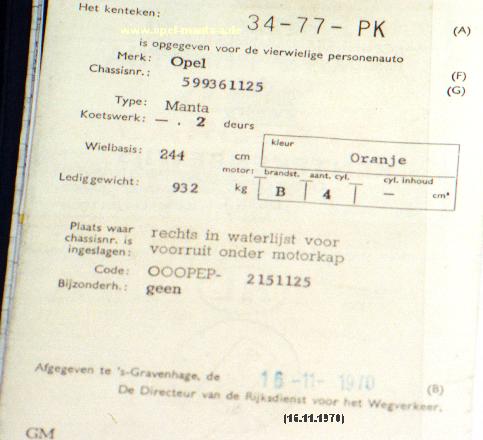 Het kenteken: 34-77- PK (A)
www.opel-manta-a.de
is opgegeven voor de vierwielige personenauto
Merk: Opel (F)
Chassisnr.: 599361125 (G)
Type: Manta
Koetswerk: — . 2 deurs
kleur Oranje
Wielbasis: 244 cm
motor: brandst. aant. cyl. cyl. inhoud
Lediggewicht: 932 kg B 4 — cm³
Plaats waar
chassisnr. is
ingeslagen:
rechts in waterlijst voor
voorruit onder motorkap
Code: OOOPEP- 2151125
Bijzonderh.: geen
Afgegeven te 's-Gravenhage, de 16-11-1970 (B)
De Directeur van de Rijksdienst voor het Wegverkeer,
(16.11.1970)
GM